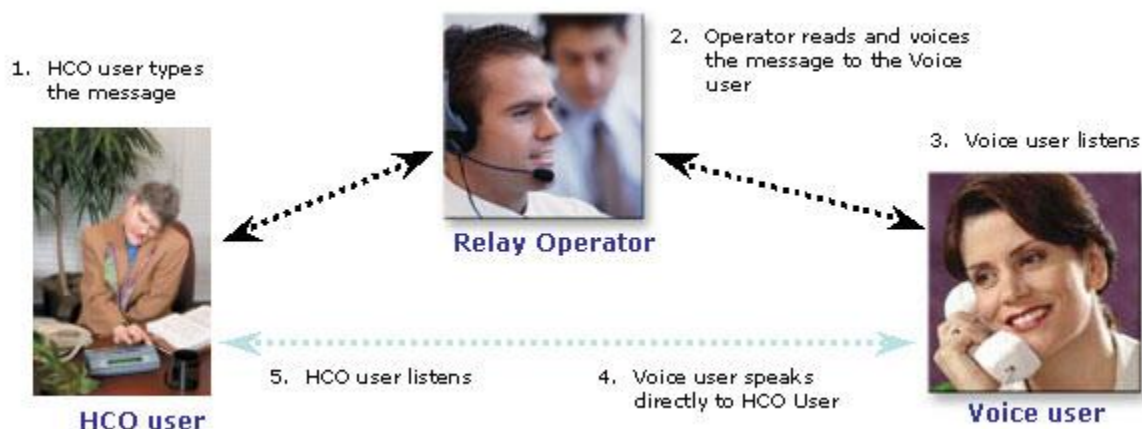 1. HCO user types
the message
2. Operator reads and voices
the message to the Voice
user
3. Voice user listens
Relay Operator
5. HCO user listens
4. Voice user speaks
directly to HCO User
HCO user
Voice user